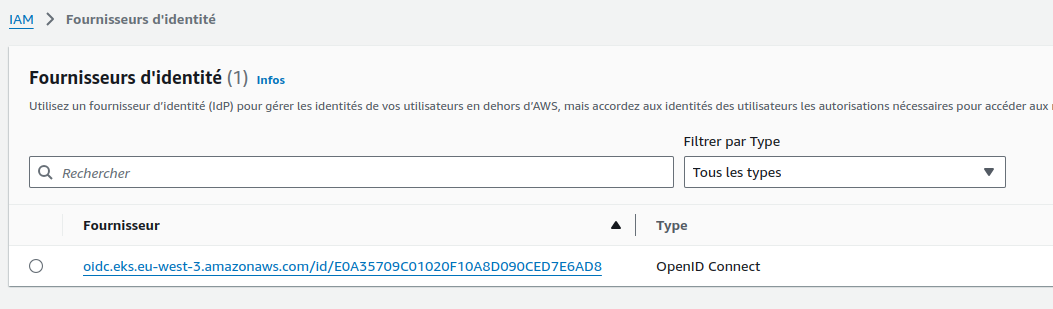 IAM > Fournisseurs d'identité
Fournisseurs d'identité (1) Infos
Utilisez un fournisseur d'identité (IdP) pour gérer les identités de vos utilisateurs en dehors d'AWS, mais accordez aux identités des utilisateurs les autorisations nécessaires pour accéder aux
Filtrer par Type
Rechercher
Tous les types
Fournisseur Type
oidc.eks.eu-west-3.amazonaws.com/id/E0A35709C01020F10A8D090CED7E6AD8 OpenID Connect